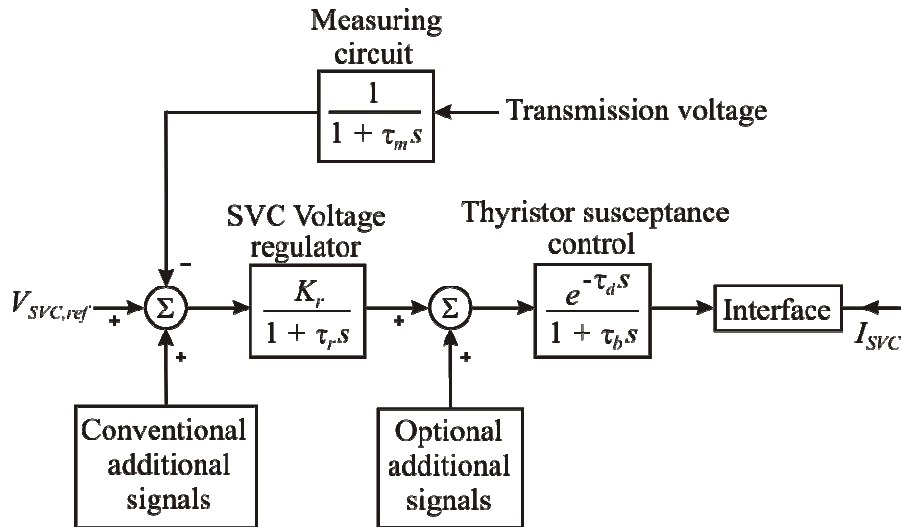 Measuring
circuit
1
1 + τₘs
Transmission voltage
SVC Voltage
regulator
Thyristor susceptance
control
−
V_SVC,ref
+
Σ
K_r
1 + τ_r s
+
Σ
e^(-τ_d s)
1 + τ_b s
Interface
I_SVC
+
+
Conventional
additional
signals
Optional
additional
signals